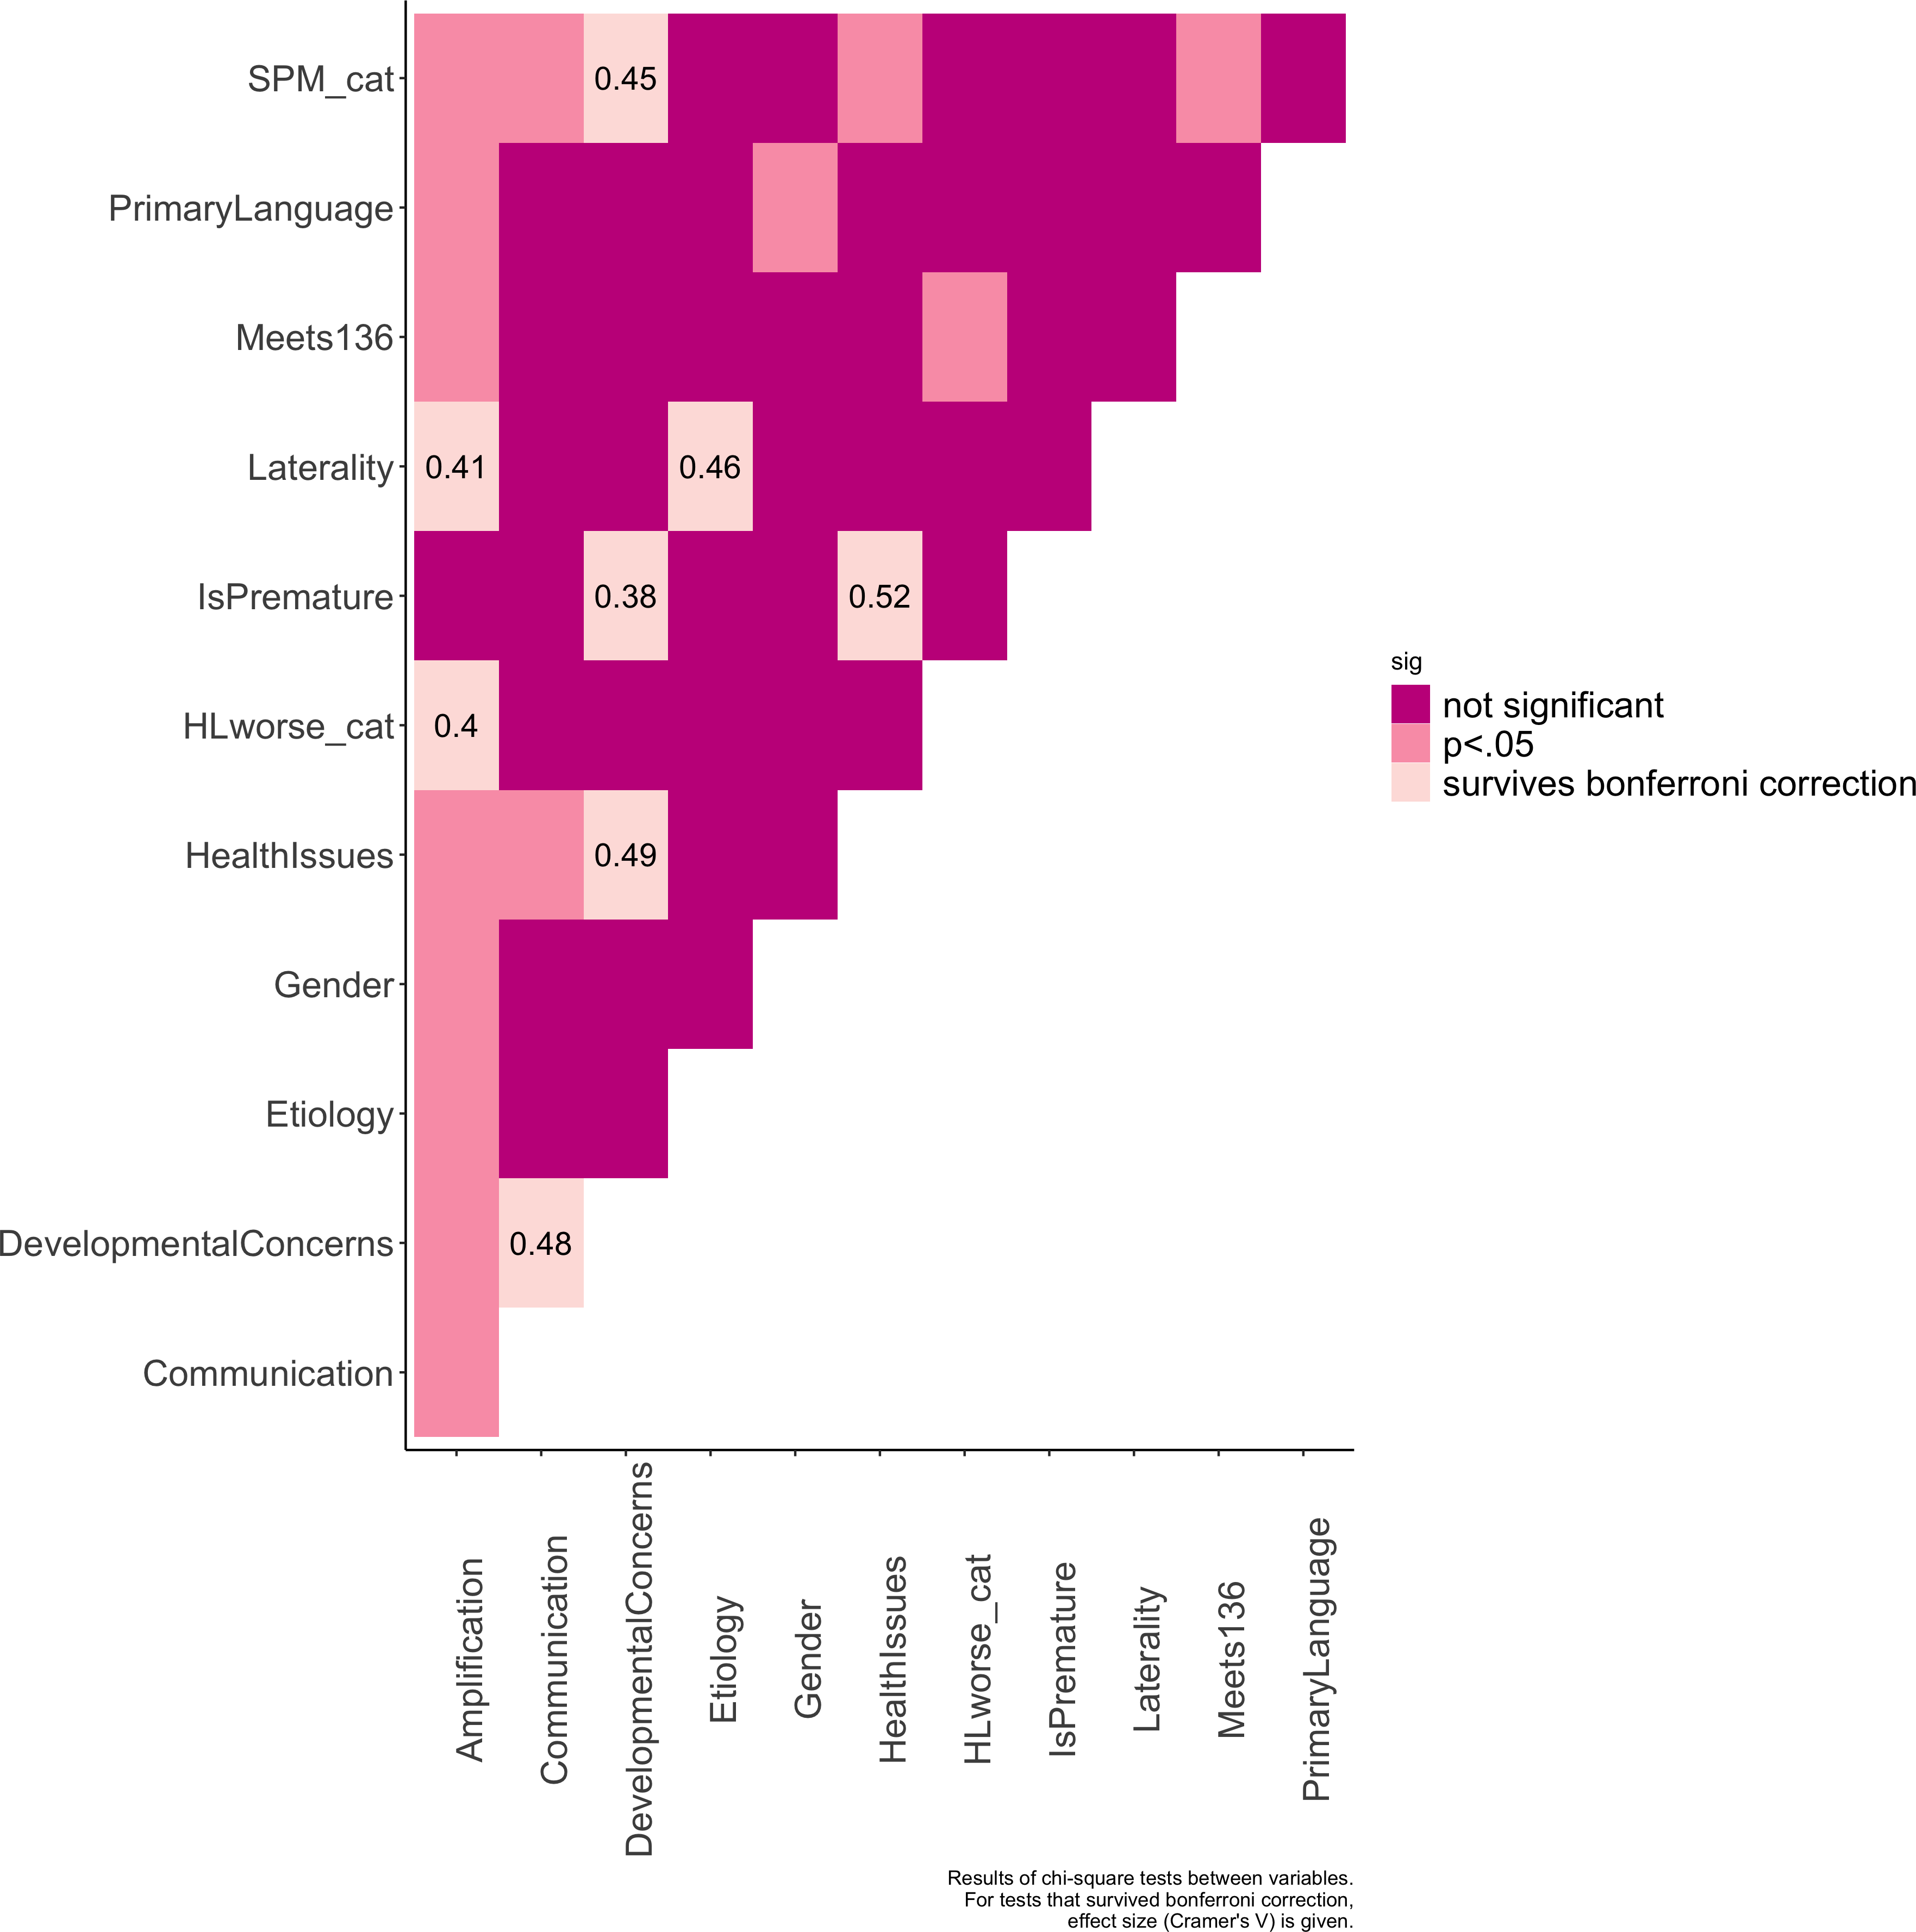 SPM_cat
0.45
PrimaryLanguage
Meets136
Laterality
0.41
0.46
IsPremature
0.38
0.52
HLworse_cat
0.4
HealthIssues
0.49
Gender
Etiology
DevelopmentalConcerns
0.48
Communication
sig
not significant
p<.05
survives bonferroni correction
Amplification
Communication
DevelopmentalConcerns
Etiology
Gender
HealthIssues
HLworse_cat
IsPremature
Laterality
Meets136
PrimaryLanguage
Results of chi-square tests between variables.
For tests that survived bonferroni correction,
effect size (Cramer's V) is given.